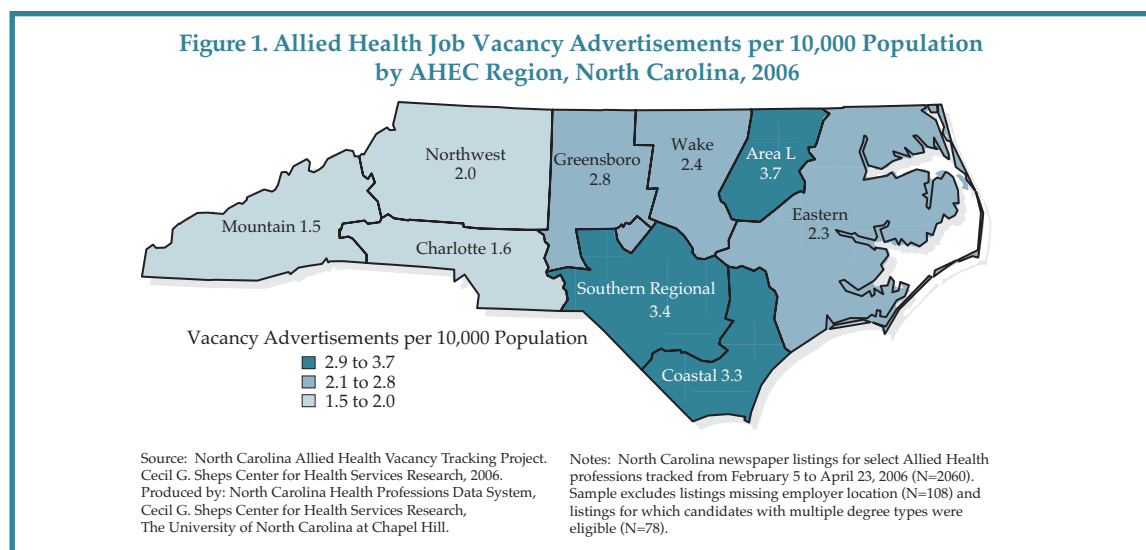 Figure 1. Allied Health Job Vacancy Advertisements per 10,000 Population
by AHEC Region, North Carolina, 2006
Northwest
2.0
Greensboro
2.8
Wake
2.4
Area L
3.7
Mountain 1.5
Charlotte 1.6
Eastern
2.3
Southern Regional
3.4
Coastal 3.3
Vacancy Advertisements per 10,000 Population
2.9 to 3.7
2.1 to 2.8
1.5 to 2.0
Source: North Carolina Allied Health Vacancy Tracking Project.
Cecil G. Sheps Center for Health Services Research, 2006.
Produced by: North Carolina Health Professions Data System,
Cecil G. Sheps Center for Health Services Research,
The University of North Carolina at Chapel Hill.
Notes: North Carolina newspaper listings for select Allied Health
professions tracked from February 5 to April 23, 2006 (N=2060).
Sample excludes listings missing employer location (N=108) and
listings for which candidates with multiple degree types were
eligible (N=78).